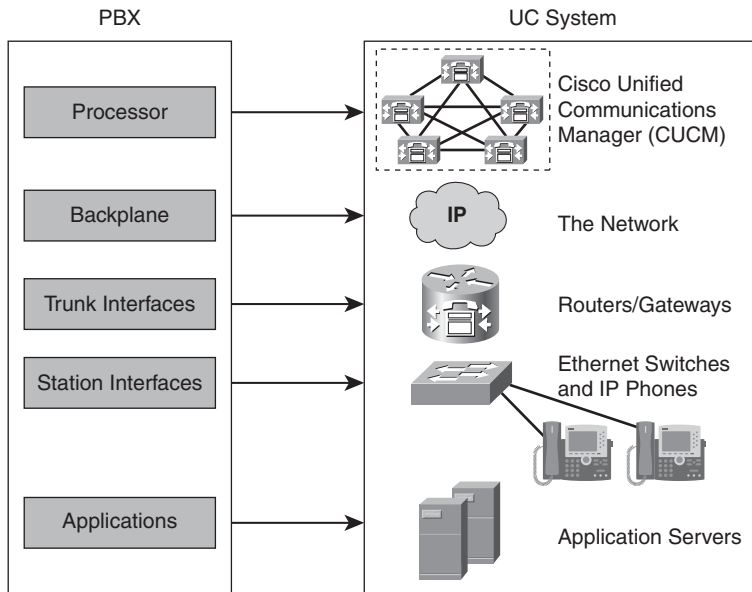 PBX
UC System
Processor
Cisco Unified
Communications
Manager (CUCM)
Backplane
IP
The Network
Trunk Interfaces
Routers/Gateways
Station Interfaces
Ethernet Switches
and IP Phones
Applications
Application Servers